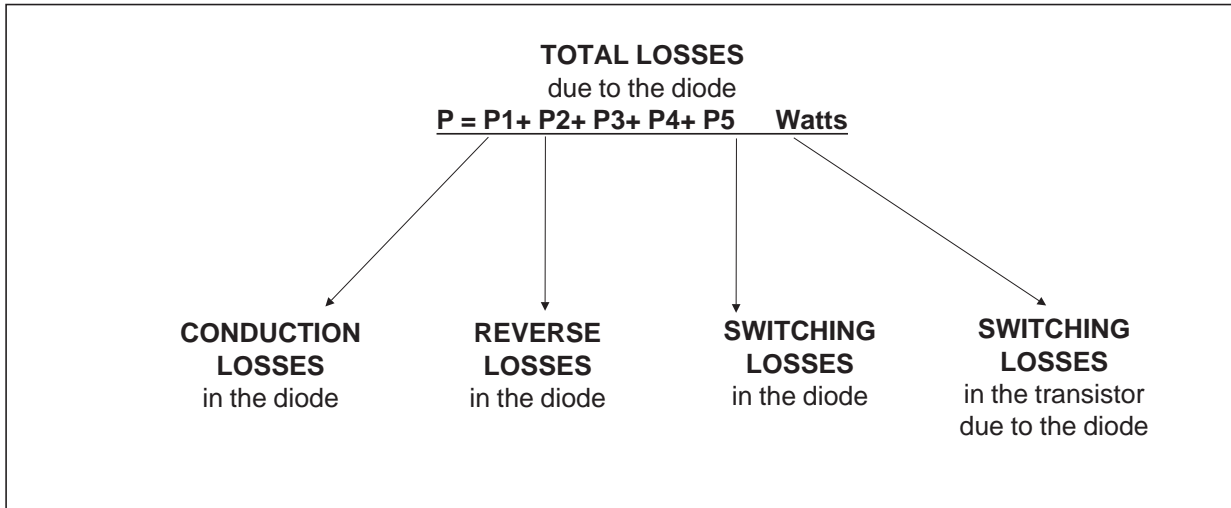 TOTAL LOSSES
due to the diode
P = P1+ P2+ P3+ P4+ P5 Watts
CONDUCTION
LOSSES
in the diode
REVERSE
LOSSES
in the diode
SWITCHING
LOSSES
in the diode
SWITCHING
LOSSES
in the transistor
due to the diode